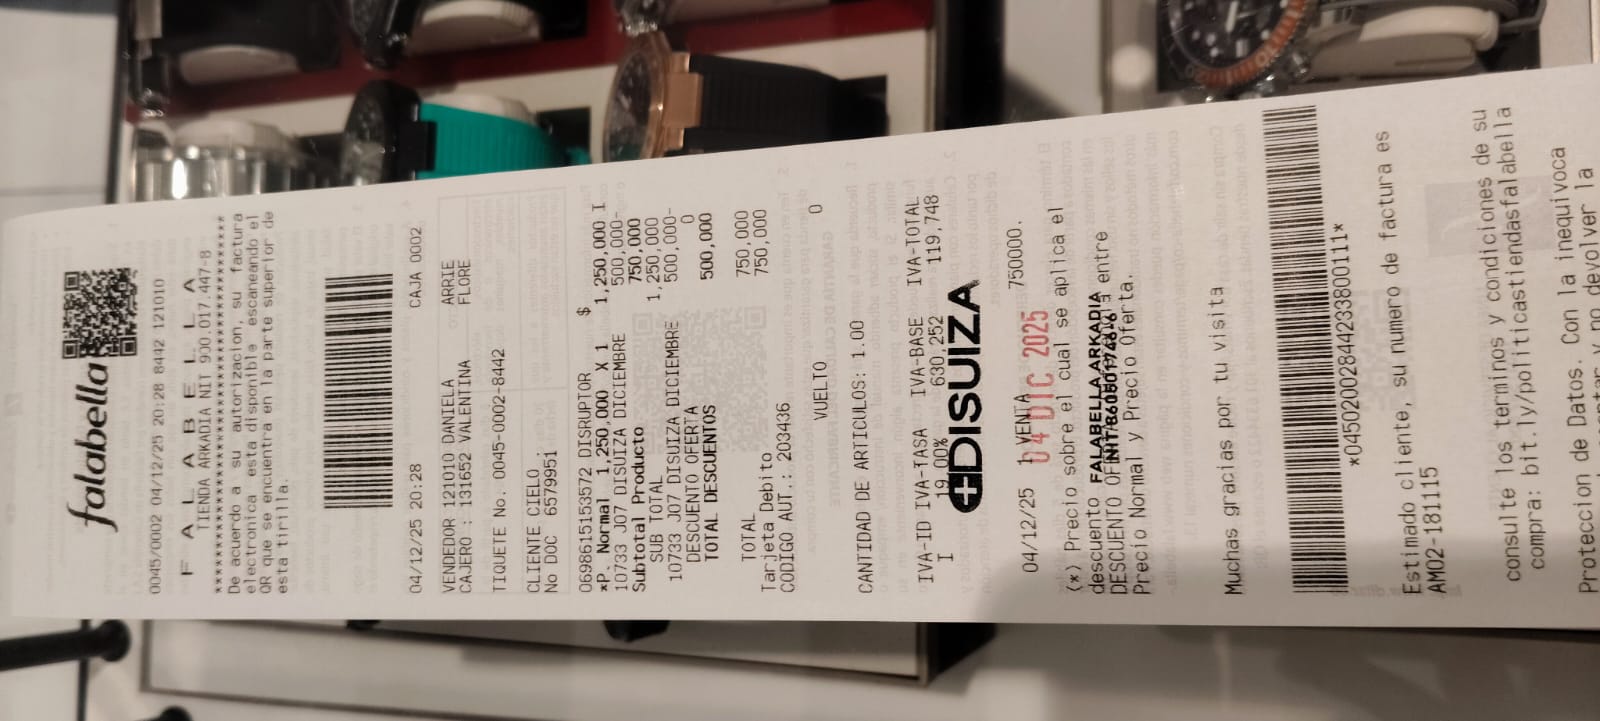 falabella
0045/0002 04/12/25 20:28 8442 121010
F A L A B E L L A
TIENDA ARKADIA NIT 900.017.447-8
************************************
De acuerdo a su autorizacion, su factura
electronica esta disponible escaneando el
QR que se encuentra en la parte superior de
esta tirilla.
04/12/25 20:28 CAJA 0002
VENDEDOR 121010 DANIELA ARRIE
CAJERO : 131652 VALENTINA FLORE
TIQUETE No. 0045-0002-8442
CLIENTE CIELO
No DOC 6579951
$
0698615153572 DISRUPTOR
*P. Normal 1,250,000 X 1 1,250,000 I
10733 J07 DISUIZA DICIEMBRE 500,000-
Subtotal Producto 750,000
SUB TOTAL 1,250,000
10733 J07 DISUIZA DICIEMBRE 500,000-
DESCUENTO OFERTA 0
TOTAL DESCUENTOS 500,000
TOTAL 750,000
Tarjeta Debito 750,000
CODIGO AUT.: 203436
VUELTO 0
CANTIDAD DE ARTICULOS: 1.00
IVA-ID IVA-TASA IVA-BASE IVA-TOTAL
I 19.00% 630,252 119,748
DISUIZA
04/12/25 1 VENTA 750000.
04 DIC 2025
(*) Precio sobre el cual se aplica el
descuento
FALABELLA ARKADIA
DESCUENTO entre
Precio Normal y Precio Oferta.
Muchas gracias por tu visita
*04502000284423380011 1*
Estimado cliente, su numero de factura es
AMO2-181115
consulte los terminos y condiciones de su
compra: bit.ly/politicastiendasfalabella
Proteccion de Datos. Con la inequivoca
devolver la